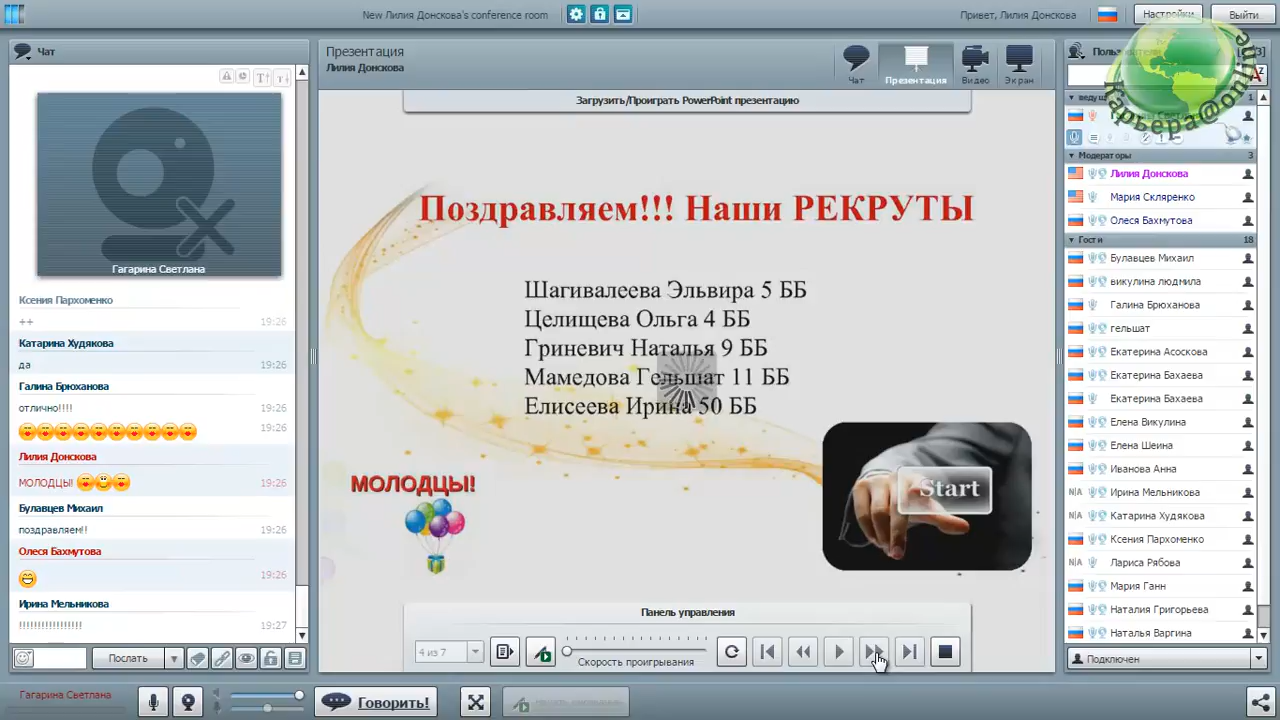 New Лилия Донскова's conference room
Привет, Лилия Донскова
Настройки
Выйти
Чат
Гагарина Светлана
Ксения Пархоменко
++
19:26
Катарина Худякова
да
19:26
Галина Брюханова
отлично!!!!
19:26
19:26
Лилия Донскова
МОЛОДЦЫ!
19:26
Булавцев Михаил
поздравляем!!
19:26
Олеся Бахмутова
19:26
Ирина Мельникова
!!!!!!!!!!!!!!!!!
19:27
Послать
Гагарина Светлана
Презентация
Лилия Донскова
Чат
Презентация
Видео
Экран
Загрузить/Проиграть PowerPoint презентацию
Поздравляем!!! Наши РЕКРУТЫ
Шагивалеева Эльвира 5 ББ
Целищева Ольга 4 ББ
Гриневич Наталья 9 ББ
Мамедова Гельшат 11 ББ
Елисеева Ирина 50 ББ
МОЛОДЦЫ!
Start
Панель управления
4 из 7
Скорость проигрывания
Говорить!
карьера@online
1
Модераторы
3
Лилия Донскова
Мария Скляренко
Олеся Бахмутова
Гости
18
Булавцев Михаил
викулина людмила
Галина Брюханова
гельшат
Екатерина Асоскова
Екатерина Бахаева
Екатерина Бахаева
Елена Викулина
Елена Шеина
Иванова Анна
N/A Ирина Мельникова
N/A Катарина Худякова
Ксения Пархоменко
N/A Лариса Рябова
Мария Ганн
Наталия Григорьева
Наталья Варгина
Подключен